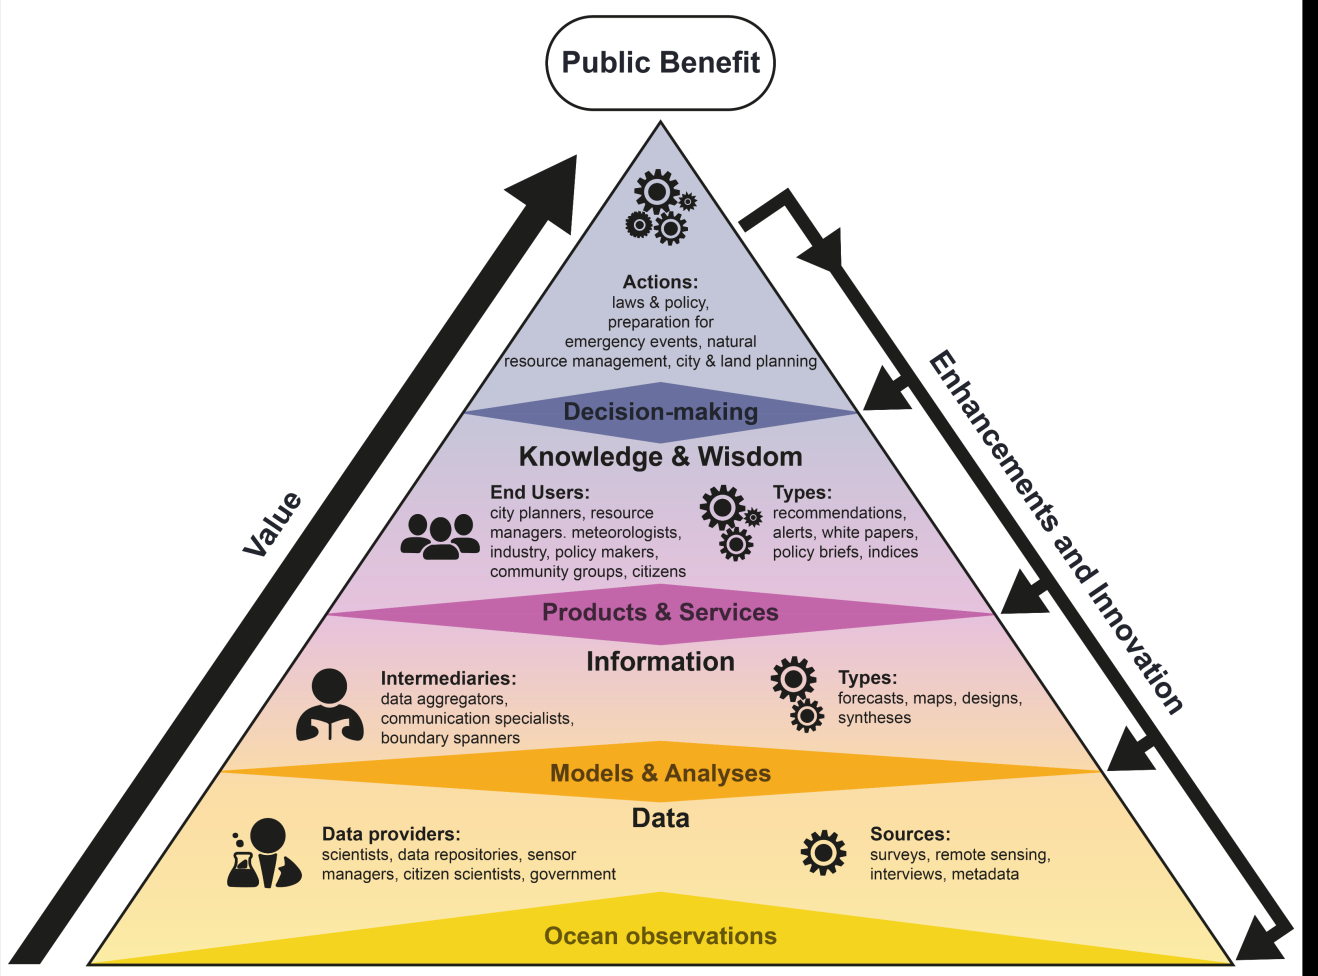 Public Benefit
Actions:
laws & policy,
preparation for
emergency events, natural
resource management, city & land planning
Decision-making
Knowledge & Wisdom
End Users:
city planners, resource
managers. meteorologists,
industry, policy makers,
community groups, citizens
Types:
recommendations,
alerts, white papers,
policy briefs, indices
Products & Services
Information
Intermediaries:
data aggregators,
communication specialists,
boundary spanners
Types:
forecasts, maps, designs,
syntheses
Models & Analyses
Data
Data providers:
scientists, data repositories, sensor
managers, citizen scientists, government
Sources:
surveys, remote sensing,
interviews, metadata
Ocean observations
Value
Enhancements and Innovation